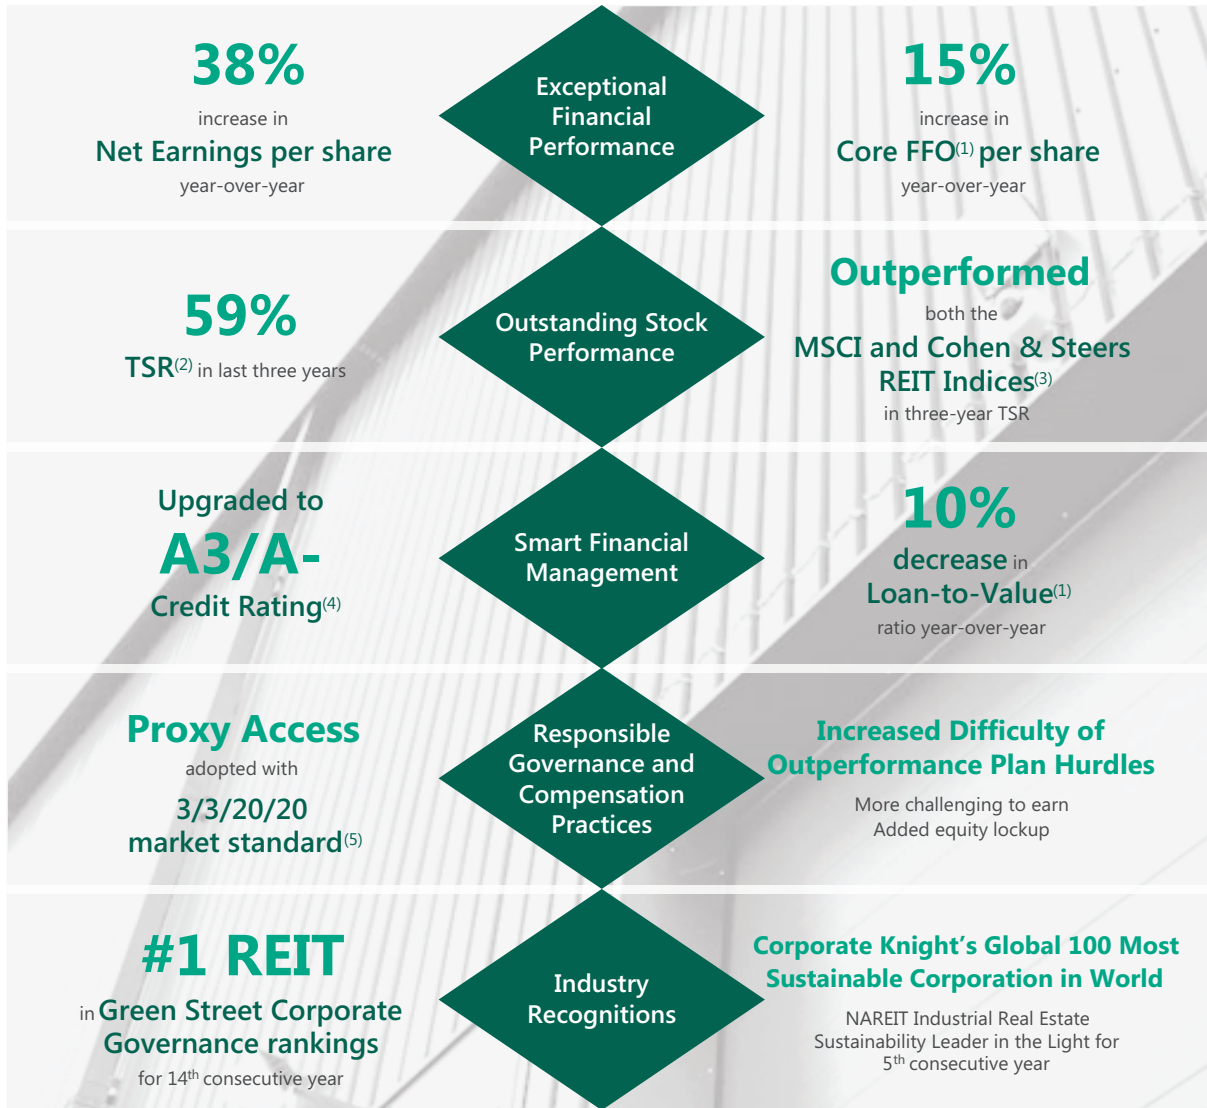 38%
increase in
Net Earnings per share
year-over-year
Exceptional
Financial
Performance
15%
increase in
Core FFO(1) per share
year-over-year
59%
TSR(2) in last three years
Outstanding Stock
Performance
Outperformed
both the
MSCI and Cohen & Steers
REIT Indices(3)
in three-year TSR
Upgraded to
A3/A-
Credit Rating(4)
Smart Financial
Management
10%
decrease in
Loan-to-Value(1)
ratio year-over-year
Proxy Access
adopted with
3/3/20/20
market standard(5)
Responsible
Governance and
Compensation
Practices
Increased Difficulty of
Outperformance Plan Hurdles
More challenging to earn
Added equity lockup
#1 REIT
in Green Street Corporate
Governance rankings
for 14th consecutive year
Industry
Recognitions
Corporate Knight's Global 100 Most
Sustainable Corporation in World
NAREIT Industrial Real Estate
Sustainability Leader in the Light for
5th consecutive year